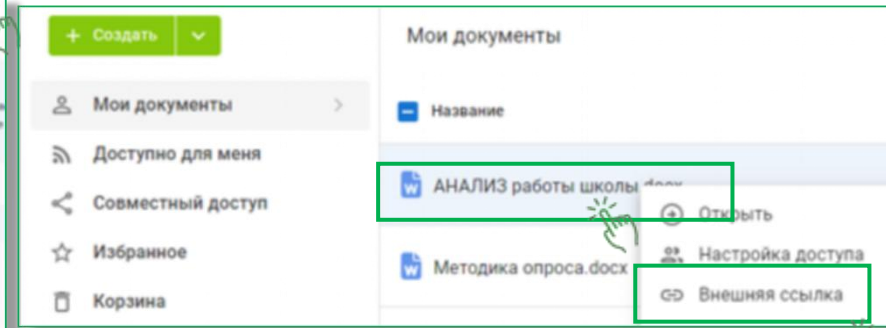 + Создать
Мои документы
Доступно для меня
Совместный доступ
Избранное
Корзина
Мои документы
Название
АНАЛИЗ работы школы.docx
Методика опроса.docx
Открыть
Настройка доступа
Внешняя ссылка